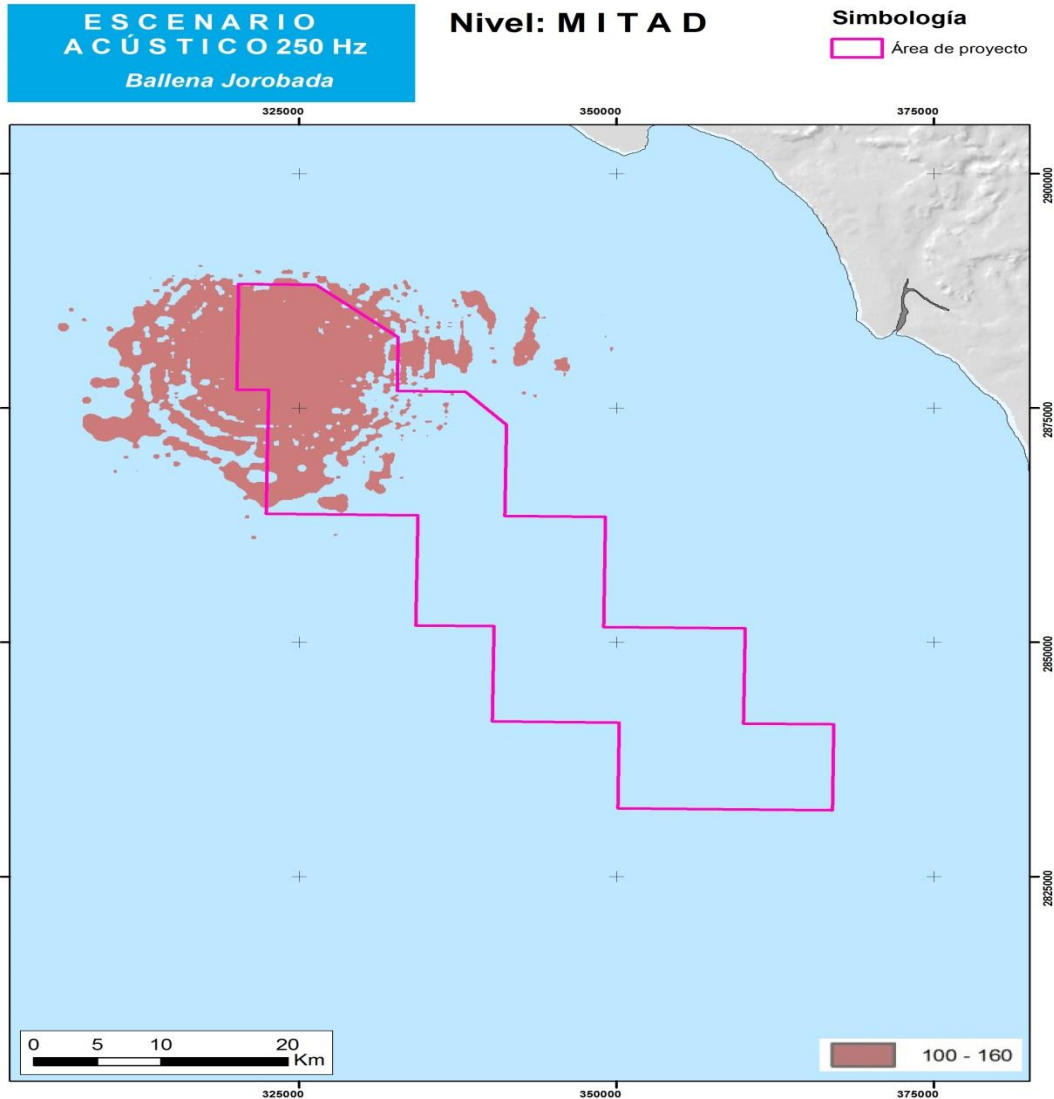 ESCENARIO
ACÚSTICO 250 Hz
Ballena Jorobada
Nivel: MITAD
Simbología
Área de proyecto
325000
350000
375000
2900000
2875000
2850000
2825000
0 5 10 20
Km
100 - 160
325000
350000
375000